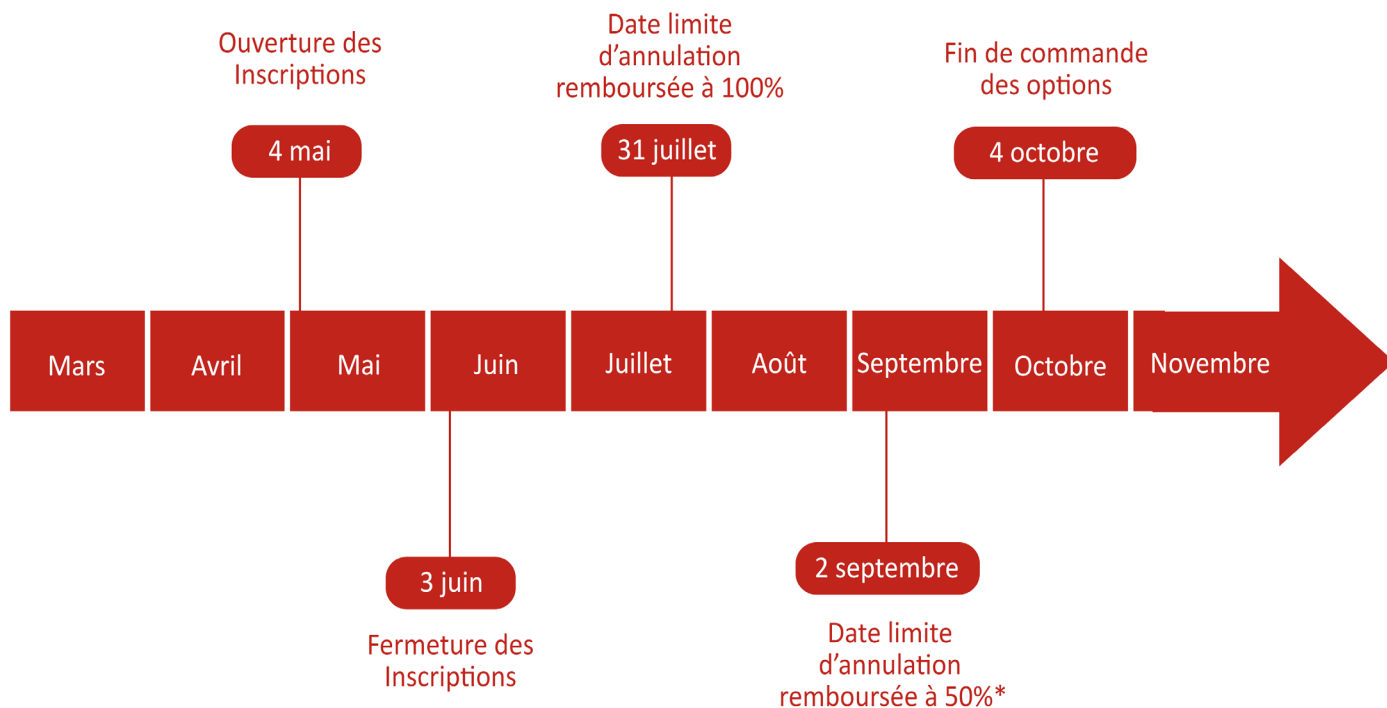 Ouverture des
Inscriptions
4 mai
Date limite
d'annulation
remboursée à 100%
31 juillet
Fin de commande
des options
4 octobre
Mars
Avril
Mai
Juin
Juillet
Août
Septembre
Octobre
Novembre
3 juin
Fermeture des
Inscriptions
2 septembre
Date limite
d'annulation
remboursée à 50%*